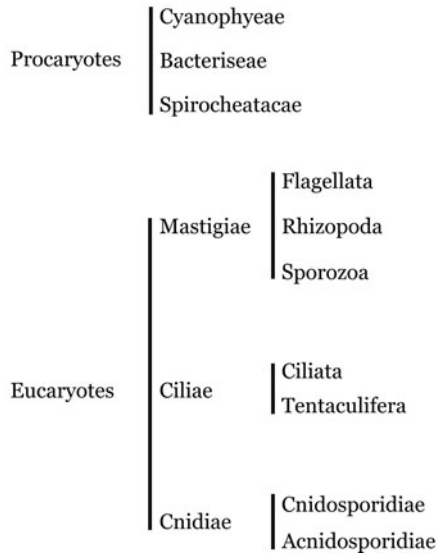 Cyanophyeae
Procaryotes
Bacteriseae
Spirocheatacae
Flagellata
Mastigiae
Rhizopoda
Sporozoa
Ciliata
Eucaryotes
Ciliae
Tentaculifera
Cnidosporidiae
Cnidiae
Acnidosporidiae